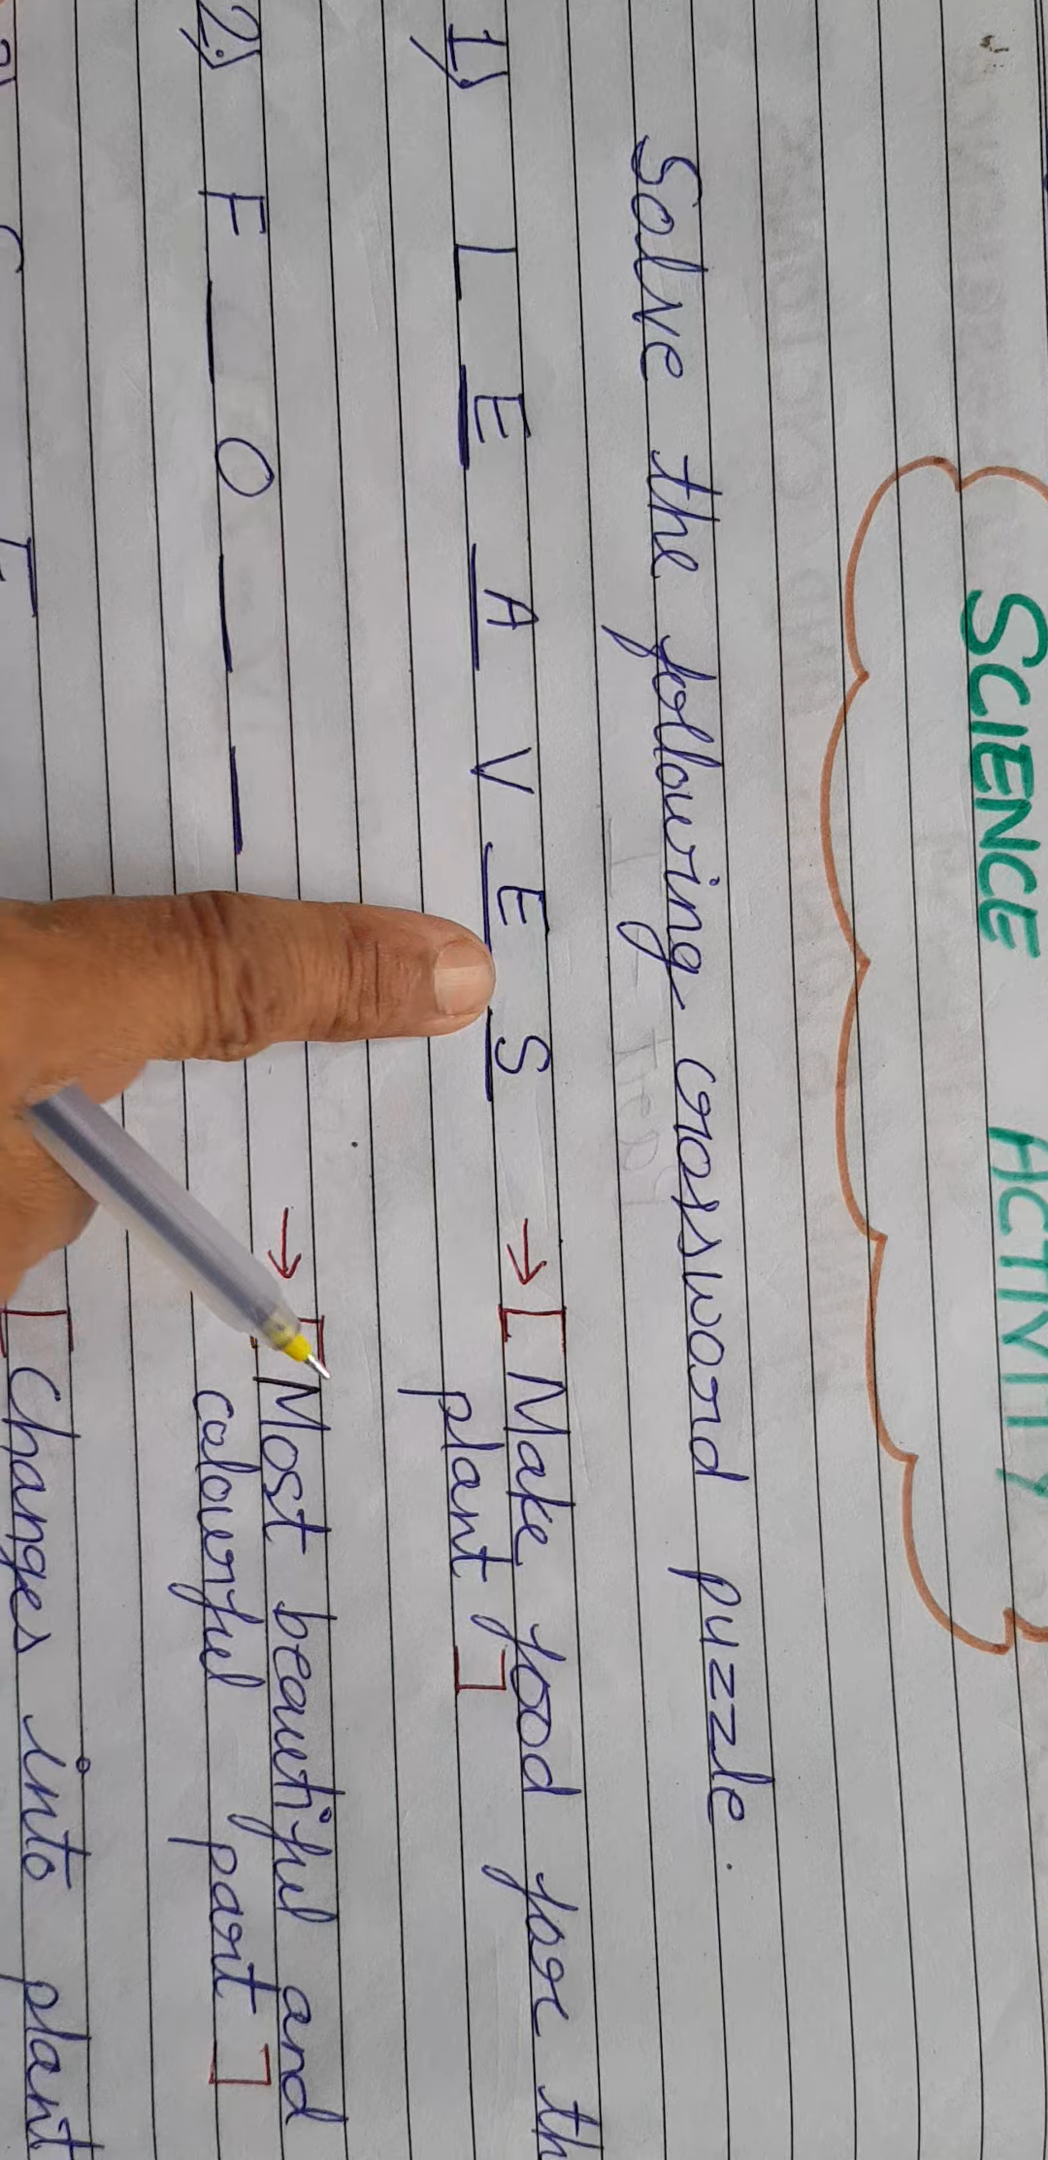 SCIENCE ACTIVITY
Solve the following crossword puzzle.
1) L E A V E S → [ Make food for th
plant ]
2) F _ O _ _ → [ Most beautiful and
colourful part ]
[ Changes into plant